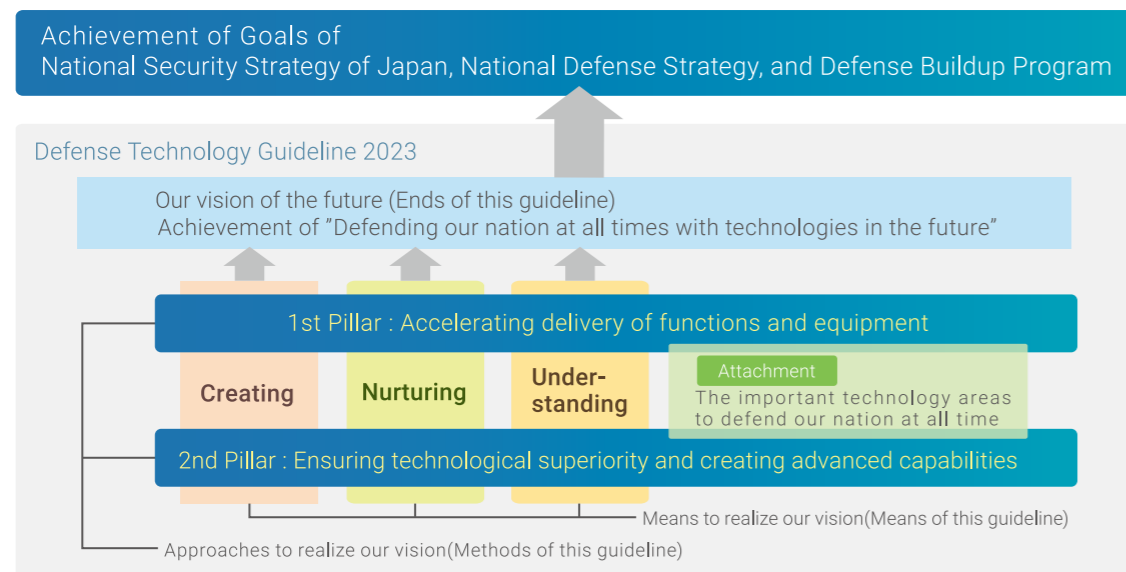 Achievement of Goals of
National Security Strategy of Japan, National Defense Strategy, and Defense Buildup Program
Defense Technology Guideline 2023
Our vision of the future (Ends of this guideline)
Achievement of ”Defending our nation at all times with technologies in the future”
1st Pillar : Accelerating delivery of functions and equipment
Creating
Nurturing
Under-
standing
Attachment
The important technology areas
to defend our nation at all time
2nd Pillar : Ensuring technological superiority and creating advanced capabilities
Means to realize our vision(Means of this guideline)
Approaches to realize our vision(Methods of this guideline)